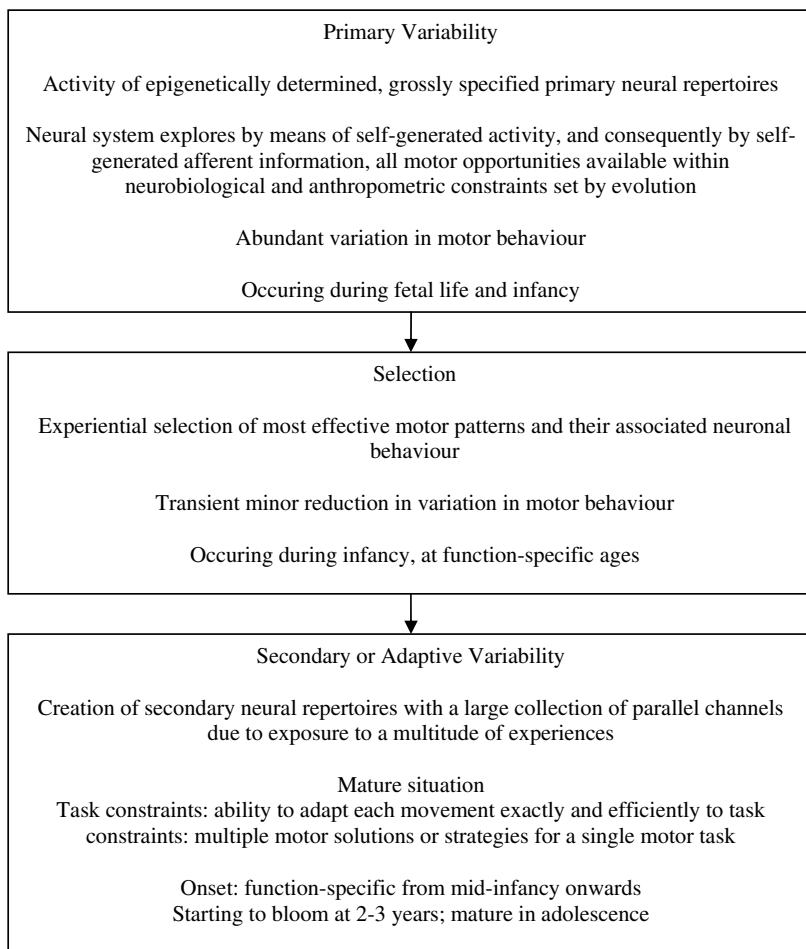 Primary Variability
Activity of epigenetically determined, grossly specified primary neural repertoires
Neural system explores by means of self-generated activity, and consequently by self-
generated afferent information, all motor opportunities available within
neurobiological and anthropometric constraints set by evolution
Abundant variation in motor behaviour
Occuring during fetal life and infancy
Selection
Experiential selection of most effective motor patterns and their associated neuronal
behaviour
Transient minor reduction in variation in motor behaviour
Occuring during infancy, at function-specific ages
Secondary or Adaptive Variability
Creation of secondary neural repertoires with a large collection of parallel channels
due to exposure to a multitude of experiences
Mature situation
Task constraints: ability to adapt each movement exactly and efficiently to task
constraints: multiple motor solutions or strategies for a single motor task
Onset: function-specific from mid-infancy onwards
Starting to bloom at 2-3 years; mature in adolescence